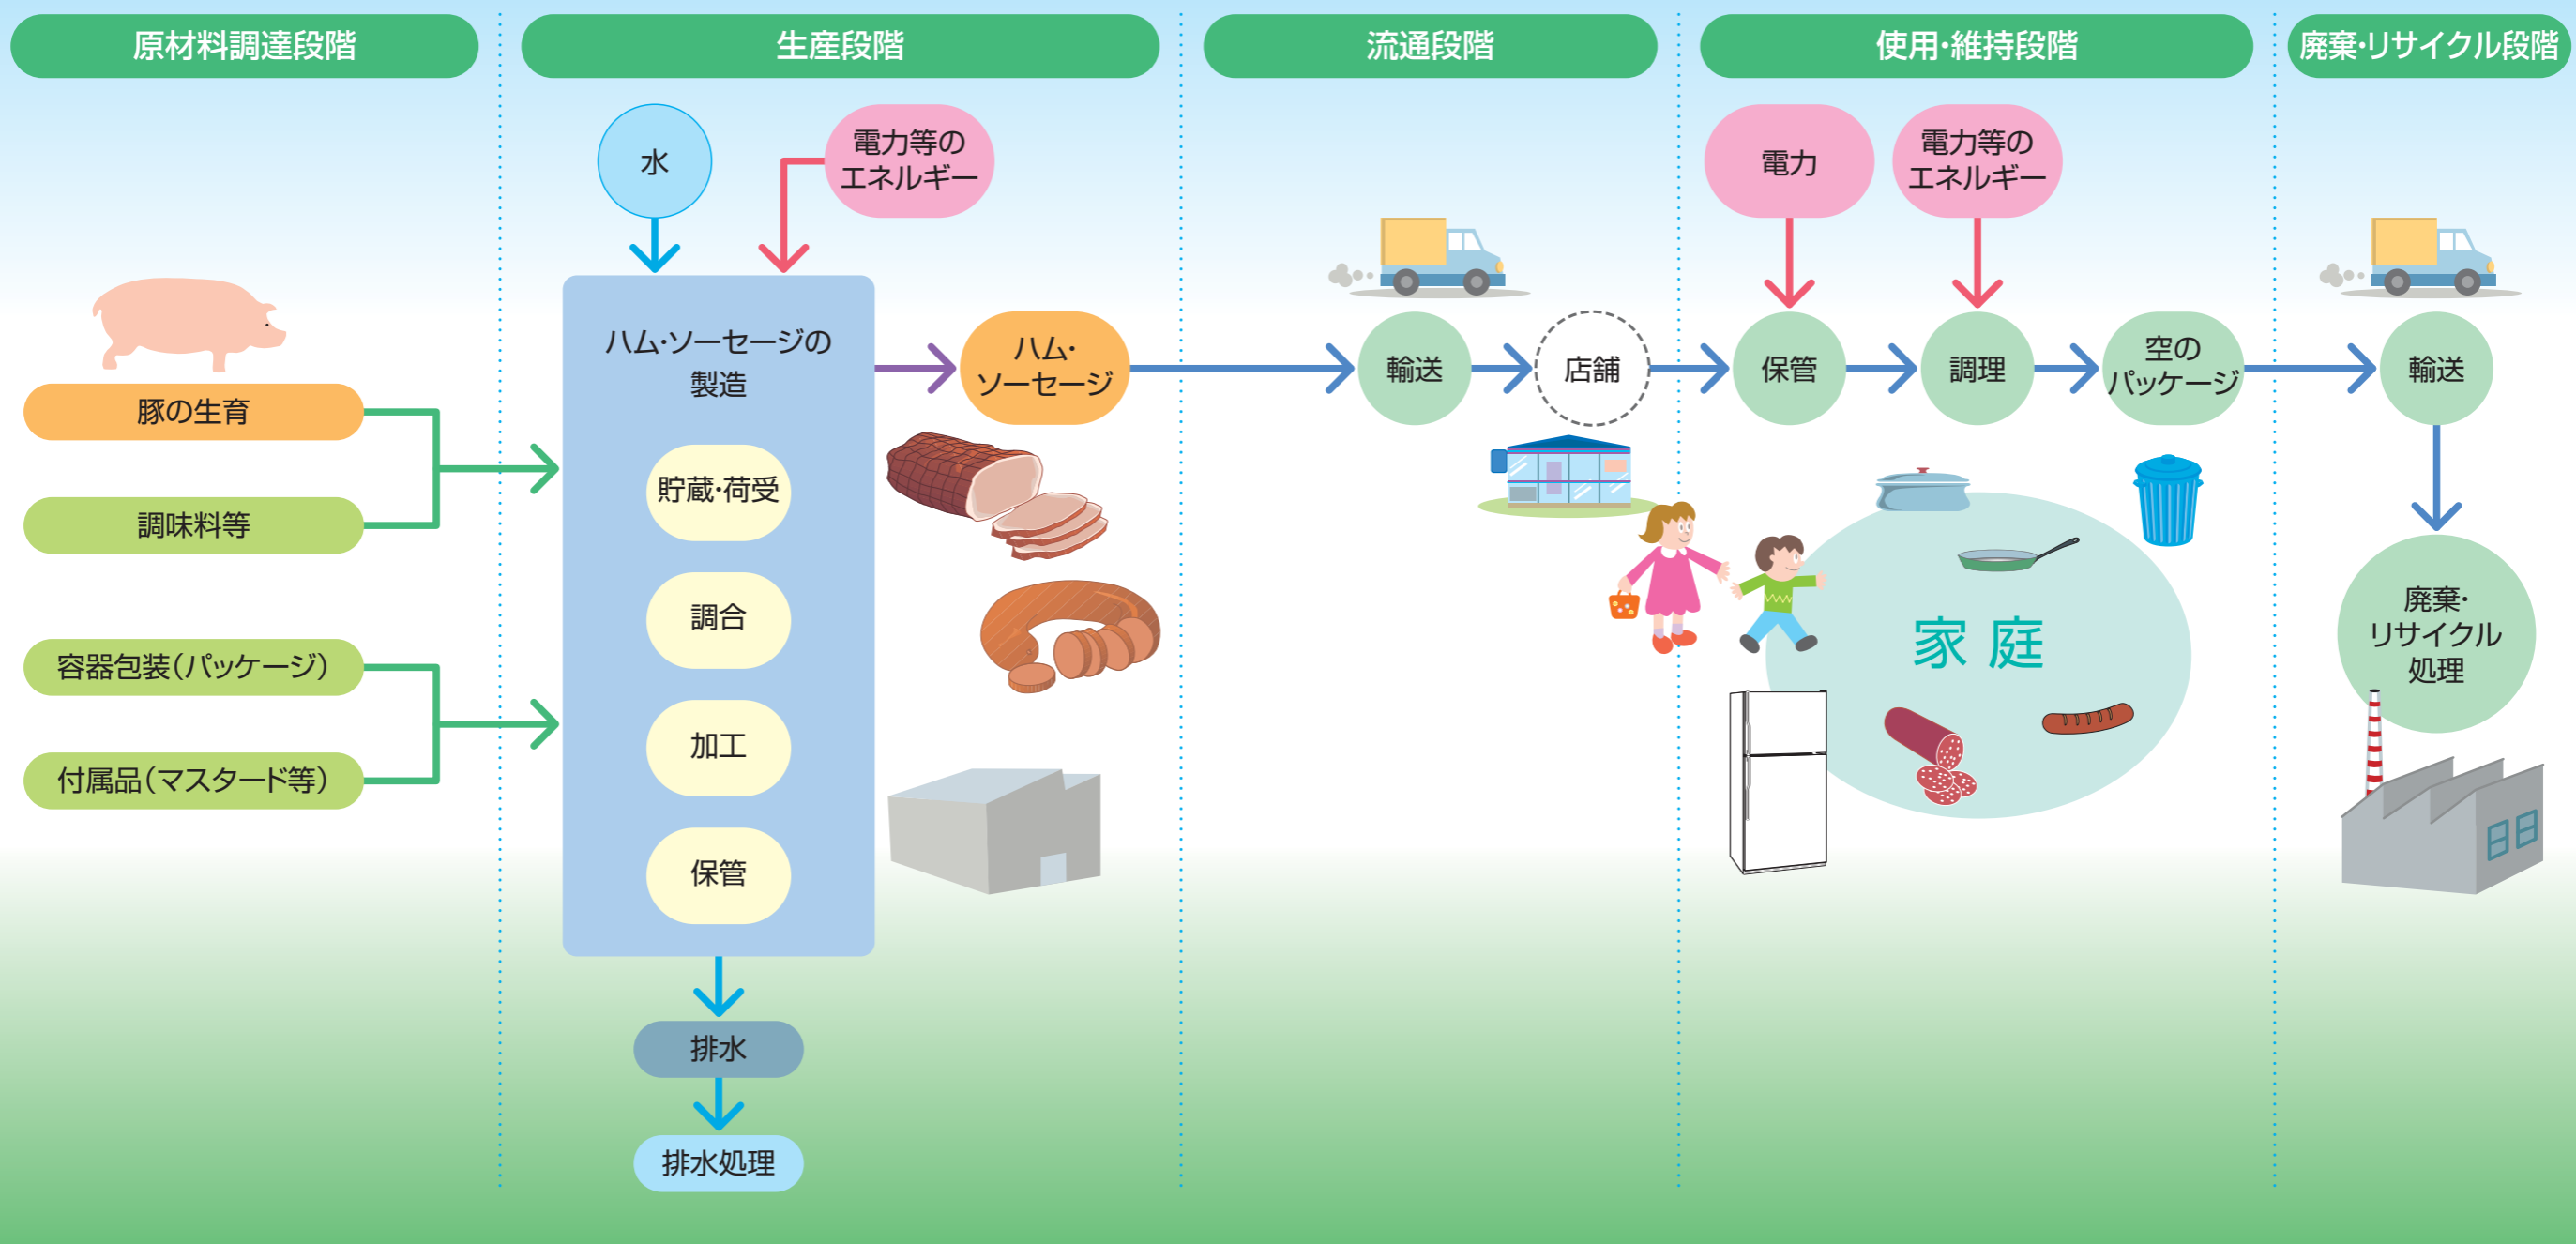 原材料調達段階
生産段階
流通段階
使用・維持段階
廃棄・リサイクル段階
豚の生育
調味料等
容器包装（パッケージ）
付属品（マスタード等）
水
電力等の
エネルギー
ハム・ソーセージの
製造
貯蔵・荷受
調合
加工
保管
排水
排水処理
ハム・
ソーセージ
輸送
店舗
電力
電力等の
エネルギー
保管
調理
空の
パッケージ
家庭
輸送
廃棄・
リサイクル
処理